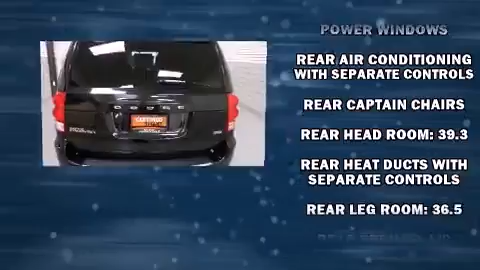 POWER WINDOWS
REAR AIR CONDITIONING
WITH SEPARATE CONTROLS
REAR CAPTAIN CHAIRS
REAR HEAD ROOM: 39.3
REAR HEAT DUCTS WITH
SEPARATE CONTROLS
REAR LEG ROOM: 36.5
DODGE